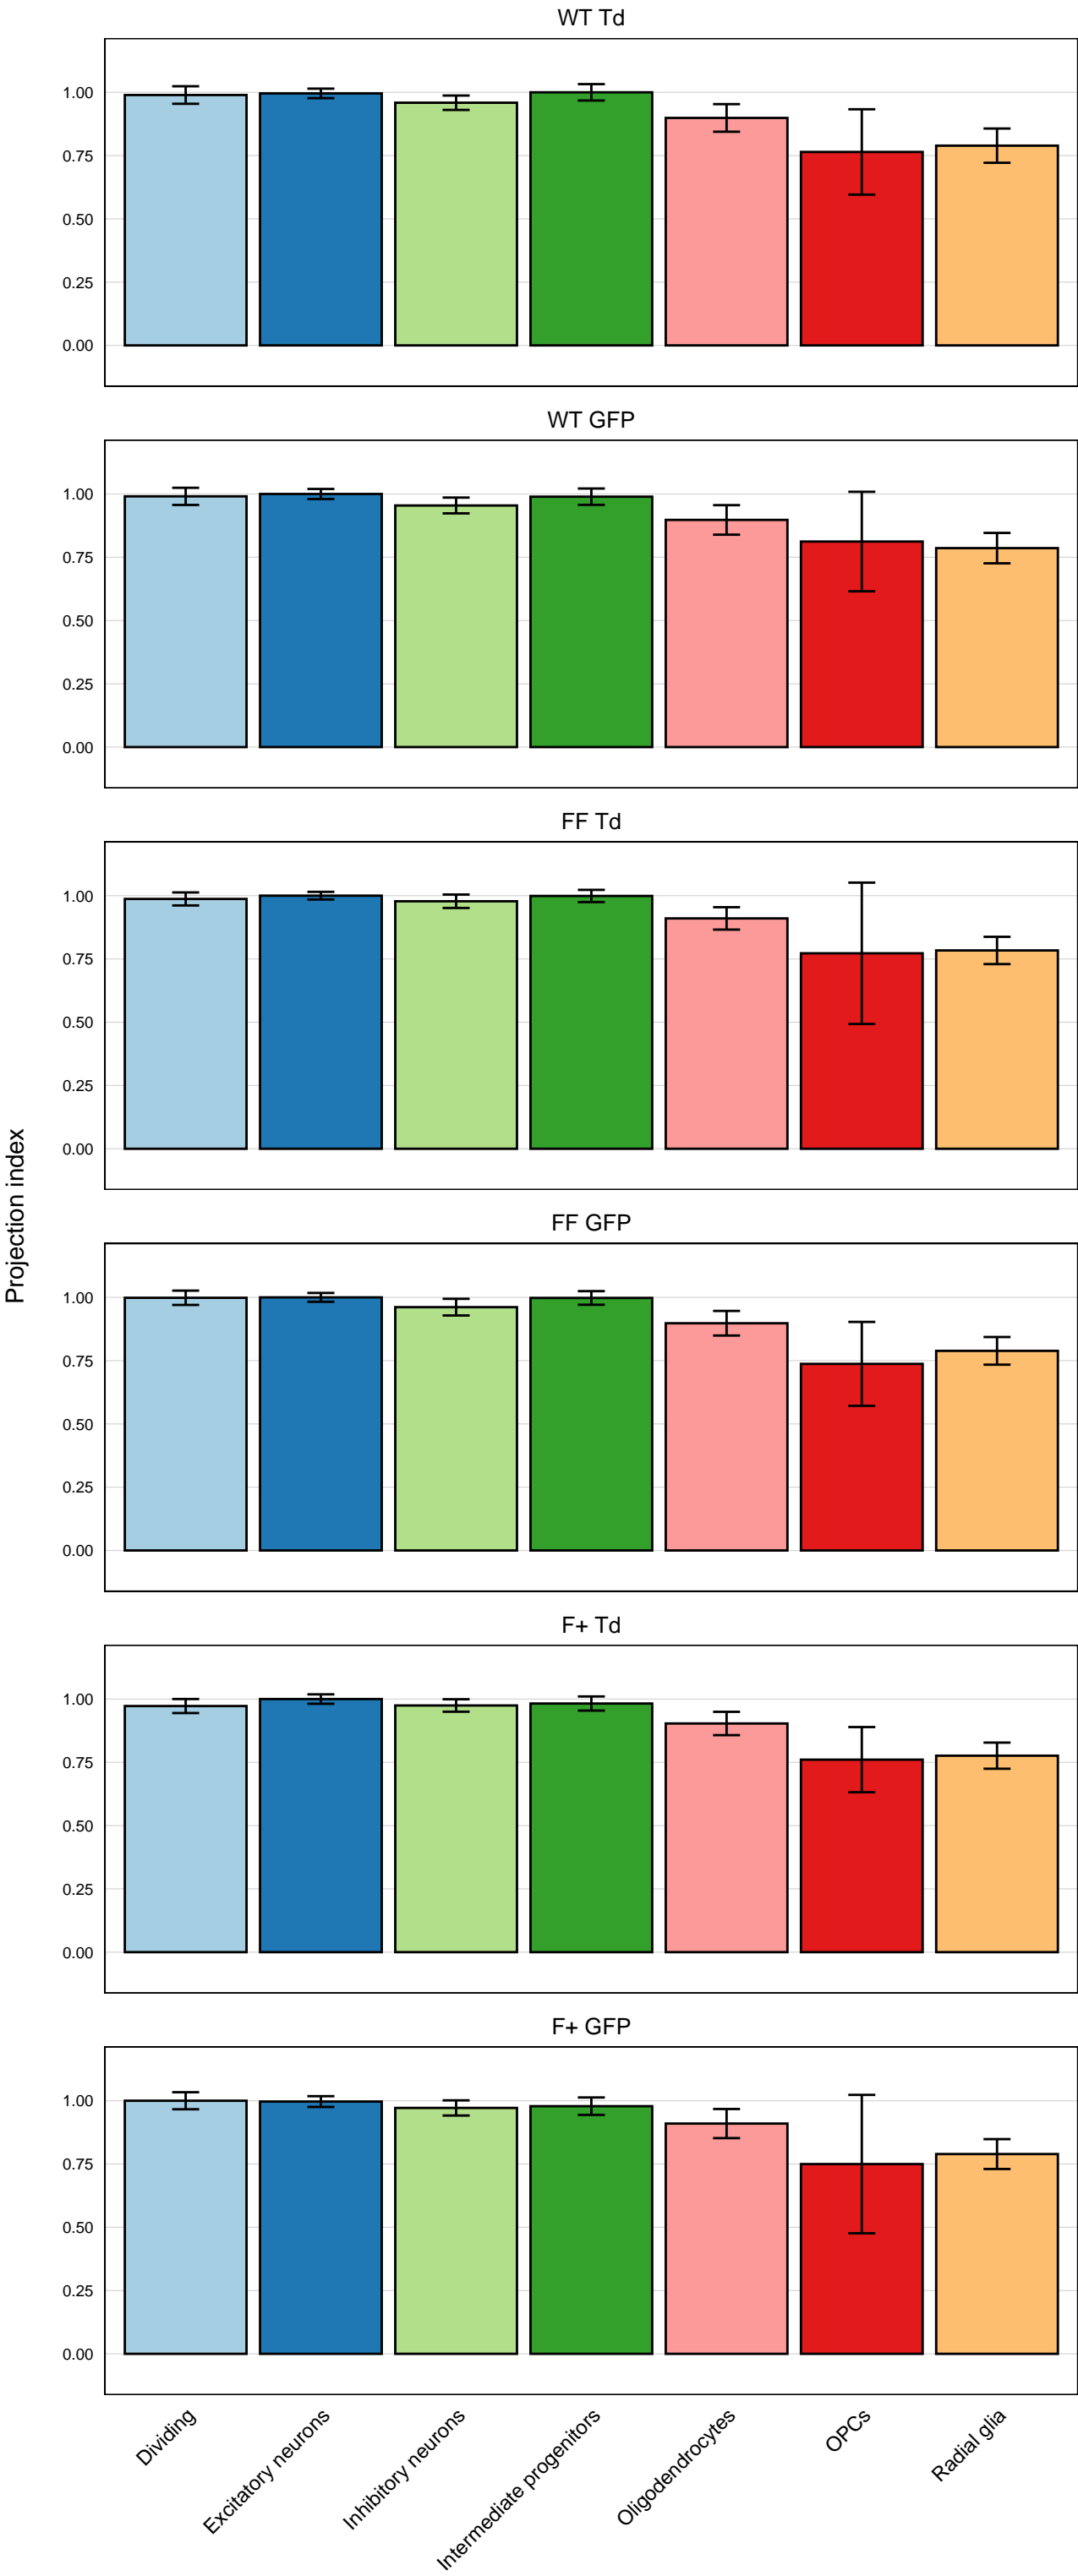 WT Td
1.00
0.75
0.50
0.25
0.00
WT GFP
1.00
0.75
0.50
0.25
0.00
FF Td
1.00
0.75
0.50
0.25
0.00
Projection index
FF GFP
1.00
0.75
0.50
0.25
0.00
F+ Td
1.00
0.75
0.50
0.25
0.00
F+ GFP
1.00
0.75
0.50
0.25
0.00
Dividing
Excitatory neurons
Inhibitory neurons
Intermediate progenitors
Oligodendrocytes
OPCs
Radial glia